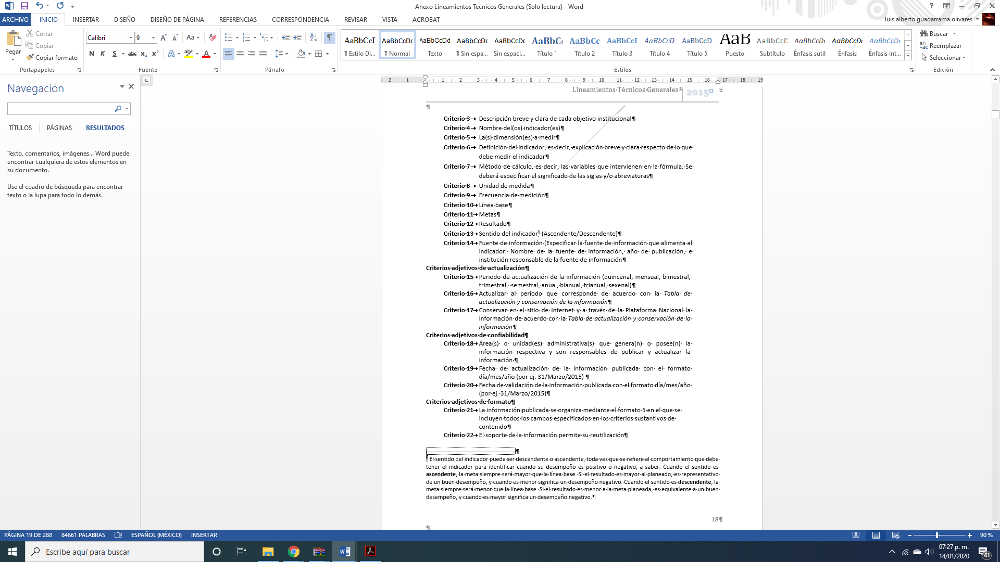 Anexo Lineamientos Tecnicos Generales (Solo lectura) - Word
ARCHIVO INICIO INSERTAR DISEÑO DISEÑO DE PÁGINA REFERENCIAS CORRESPONDENCIA REVISAR VISTA ACROBAT
luis alberto guadarrama olivares
Pegar
Cortar
Copiar
Copiar formato
Portapapeles
Calibri 9
N K S abc x₂ x²
Fuente
Párrafo
AaBbCcI AaBbCcDc AaBbCcDd AaBbCcDc AaBbCcDc AaBbC AaBbCc AaBbCcI AaBbCcD AaBbCcD AaB AaBbCcD AaBbCcDc AaBbCcDc AaBbCcDc
¶ Estilo Di... ¶ Normal Texto ¶ Sin espa... Sin espaci... Título 1 Título 2 Título 3 Título 4 Título 5 Puesto Subtítulo Énfasis sutil Énfasis Énfasis int...
Estilos
Buscar
Reemplazar
Seleccionar
Edición
Navegación
TÍTULOS PÁGINAS RESULTADOS
Texto, comentarios, imágenes... Word puede
encontrar cualquiera de estos elementos en
su documento.
Use el cuadro de búsqueda para encontrar
texto o la lupa para todo lo demás.
2 1 1 2 3 4 5 6 7 8 9 10 11 12 13 14 15 16 17 18 19
Lineamientos Técnicos Generales 2015
Criterio 3 Descripción breve y clara de cada objetivo institucional
Criterio 4 Nombre del(os) indicador(es)
Criterio 5 La(s) dimensión(es) a medir
Criterio 6 Definición del indicador, es decir, explicación breve y clara respecto de lo que
debe medir el indicador
Criterio 7 Método de cálculo, es decir, las variables que intervienen en la fórmula. Se
deberá especificar el significado de las siglas y/o abreviaturas
Criterio 8 Unidad de medida
Criterio 9 Frecuencia de medición
Criterio 10 Línea base
Criterio 11 Metas
Criterio 12 Resultado
Criterio 13 Sentido del indicador (Ascendente/Descendente)
Criterio 14 Fuente de información (Especificar la fuente de información que alimenta al
indicador: Nombre de la fuente de información, año de publicación, e
institución responsable de la fuente de información
Criterios adjetivos de actualización
Criterio 15 Periodo de actualización de la información (quincenal, mensual, bimestral,
trimestral, semestral, anual, bianual, trianual, sexenal)
Criterio 16 Actualizar al periodo que corresponde de acuerdo con la Tabla de
actualización y conservación de la información
Criterio 17 Conservar en el sitio de Internet y a través de la Plataforma Nacional la
información de acuerdo con la Tabla de actualización y conservación de la
información
Criterios adjetivos de confiabilidad
Criterio 18 Área(s) o unidad(es) administrativa(s) que genera(n) o posee(n) la
información respectiva y son responsables de publicar y actualizar la
información
Criterio 19 Fecha de actualización de la información publicada con el formato
día/mes/año (por ej. 31/Marzo/2015)
Criterio 20 Fecha de validación de la información publicada con el formato día/mes/año
(por ej. 31/Marzo/2015)
Criterios adjetivos de formato
Criterio 21 La información publicada se organiza mediante el formato 5 en el que se
incluyen todos los campos especificados en los criterios sustantivos de
contenido
Criterio 22 El soporte de la información permite su reutilización
El sentido del indicador puede ser descendente o ascendente, toda vez que se refiere al comportamiento que debe
tener el indicador para identificar cuando su desempeño es positivo o negativo, a saber: Cuando el sentido es
ascendente, la meta siempre será mayor que la línea base. Si el resultado es mayor al planeado, es representativo
de un buen desempeño, y cuando es menor significa un desempeño negativo. Cuando el sentido es descendente, la
meta siempre será menor que la línea base. Si el resultado es menor a la meta planeada, es equivalente a un buen
desempeño, y cuando es mayor significa un desempeño negativo.
18
PÁGINA 19 DE 288 84661 PALABRAS ESPAÑOL (MÉXICO) INSERTAR 90 %
Escribe aquí para buscar
07:27 p. m.
14/01/2020
41